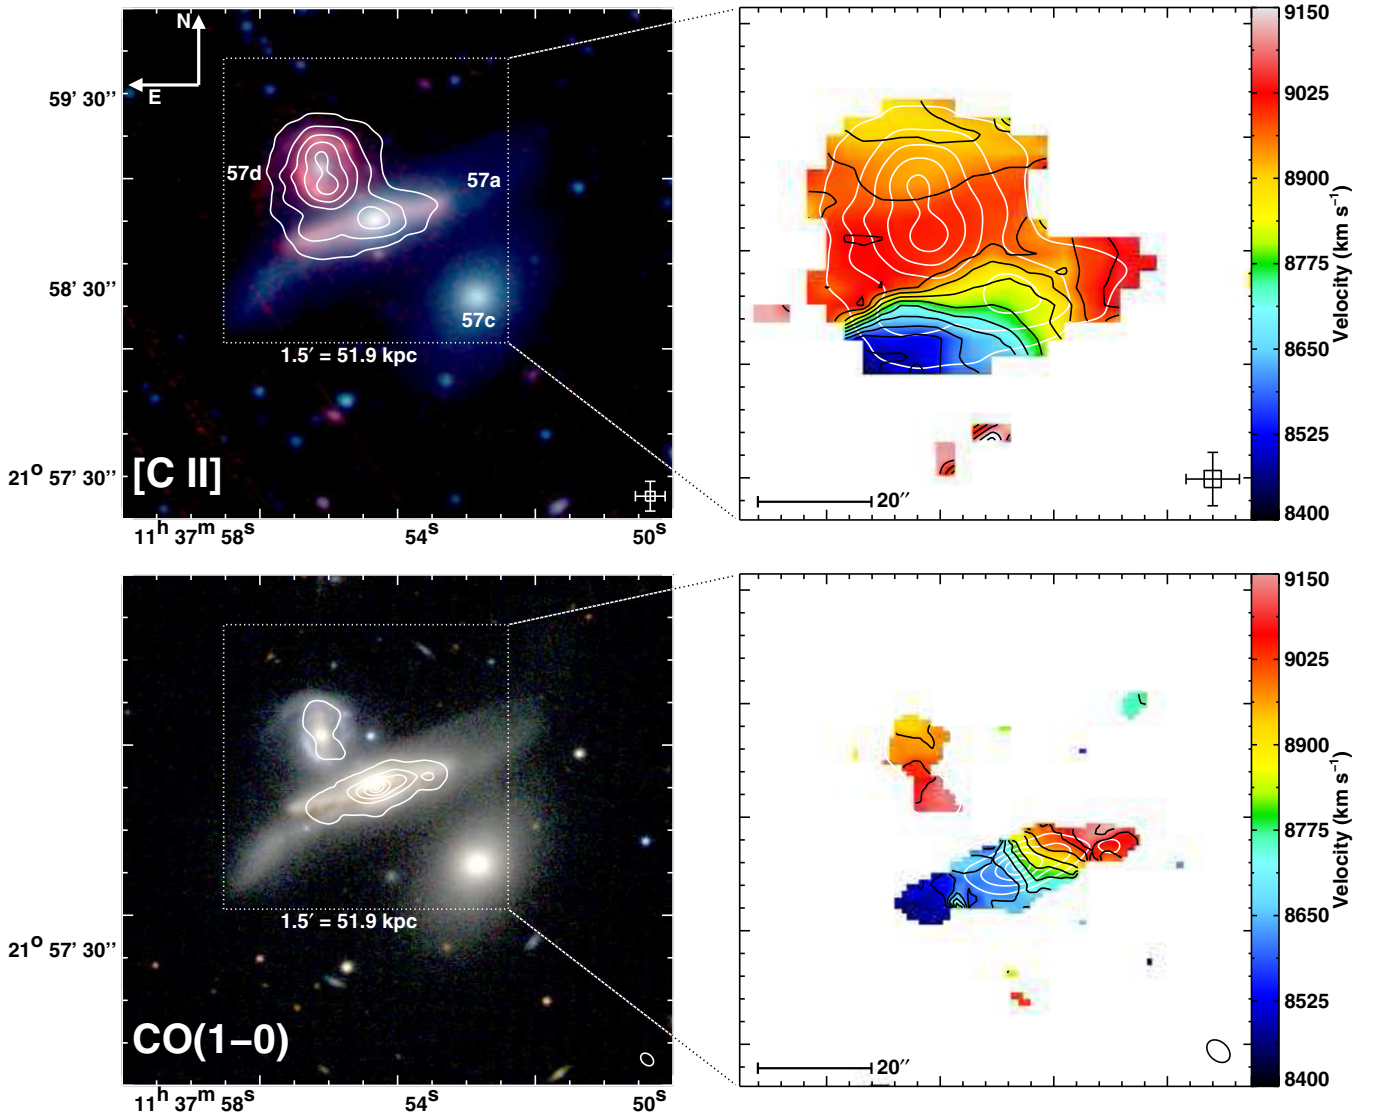 N
E
59' 30''
57d
57a
58' 30''
57c
1.5′ = 51.9 kpc
[C II]
21° 57' 30''
11h 37m 58s
54s
50s
20′′
9150
9025
8900
8775
8650
8525
8400
Velocity (km s−1)
1.5′ = 51.9 kpc
21° 57' 30''
CO(1−0)
11h 37m 58s
54s
50s
20′′
9150
9025
8900
8775
8650
8525
8400
Velocity (km s−1)